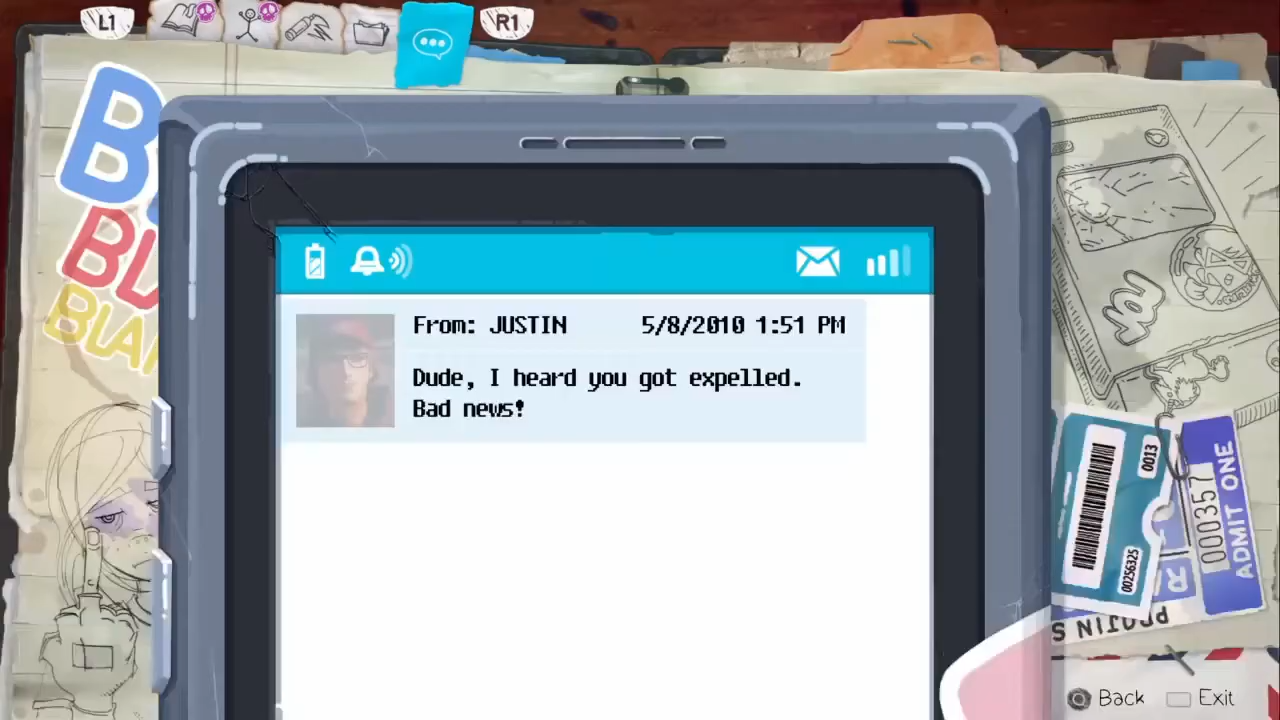 L1
R1
From: JUSTIN 5/8/2010 1:51 PM
Dude, I heard you got expelled.
Bad news!
0013
00256325
000357
ADMIT ONE
Back
Exit